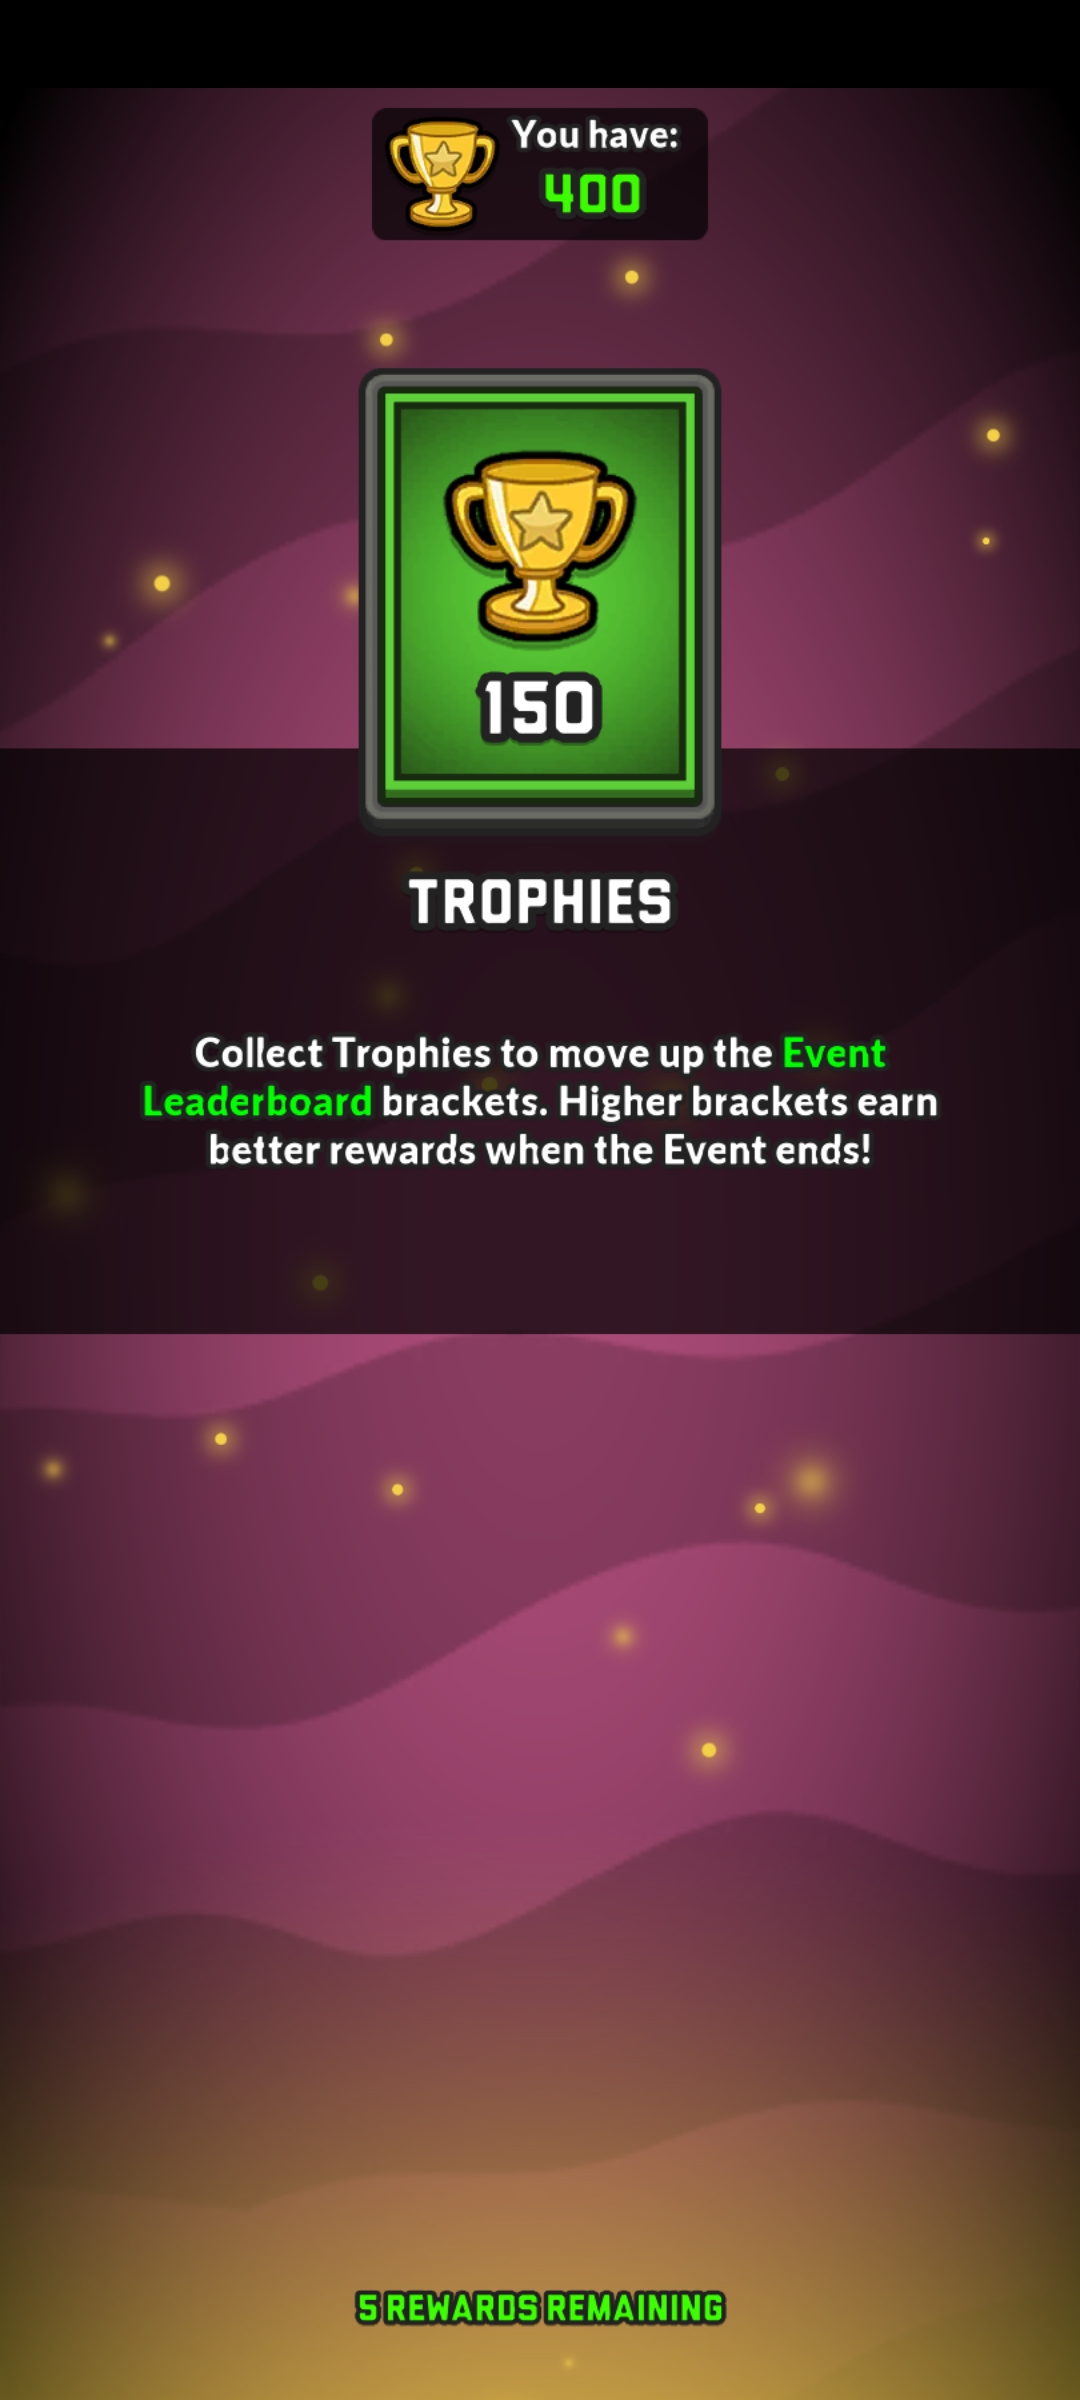 You have:
400
150
TROPHIES
Collect Trophies to move up the Event
Leaderboard brackets. Higher brackets earn
better rewards when the Event ends!
5 REWARDS REMAINING